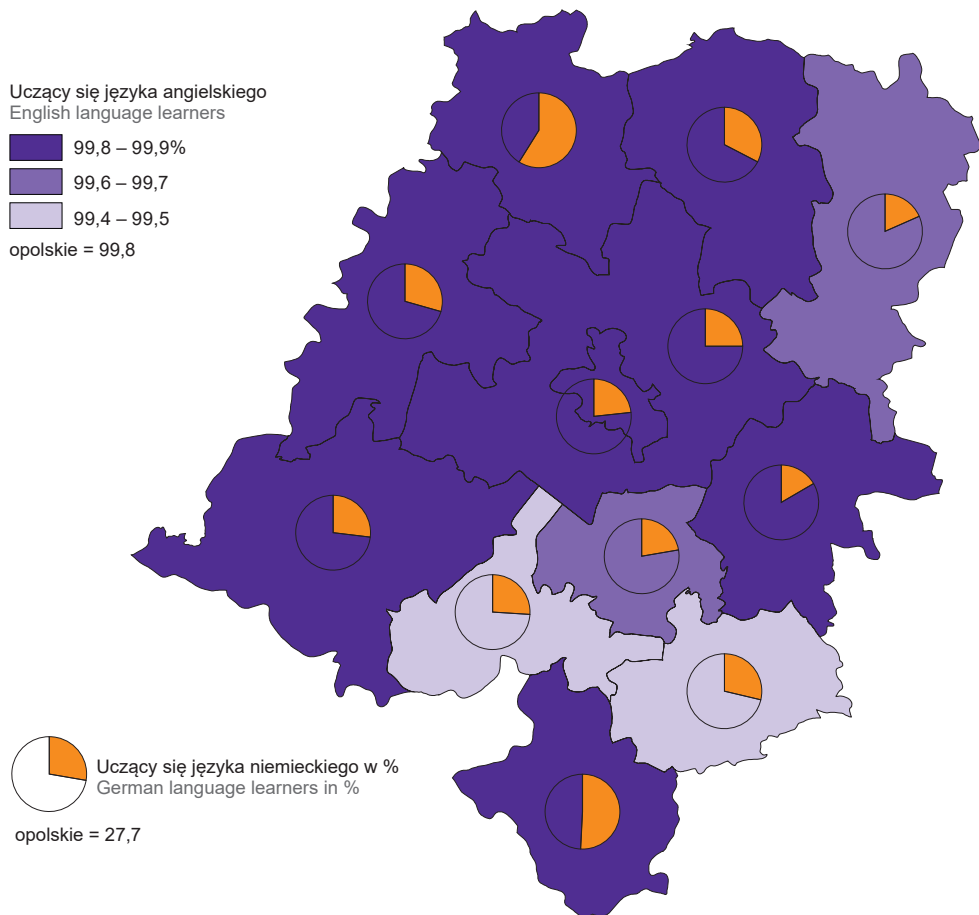 Uczący się języka angielskiego
English language learners
99,8 – 99,9%
99,6 – 99,7
99,4 – 99,5
opolskie = 99,8
Uczący się języka niemieckiego w %
German language learners in %
opolskie = 27,7